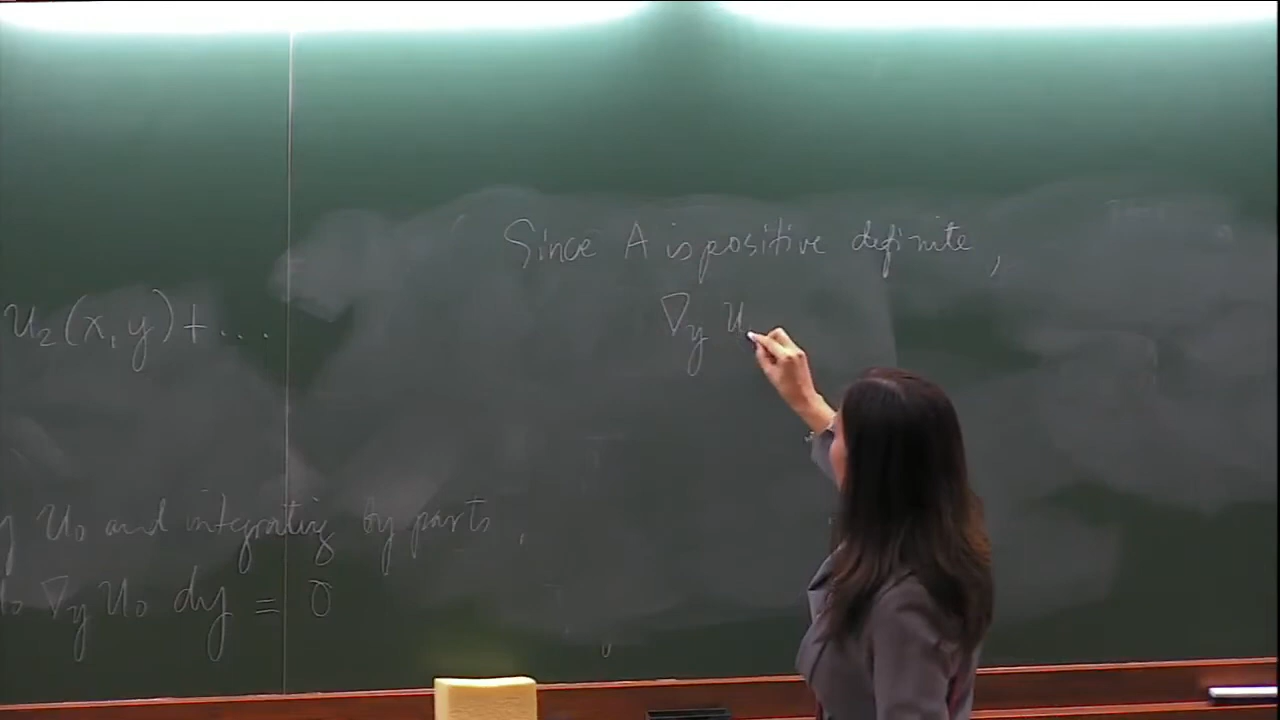 u₂(x,y)+...
y u₀ and integrating by parts,
u₀ ∇y u₀ dy = 0
Since A is positive definite,
∇y u